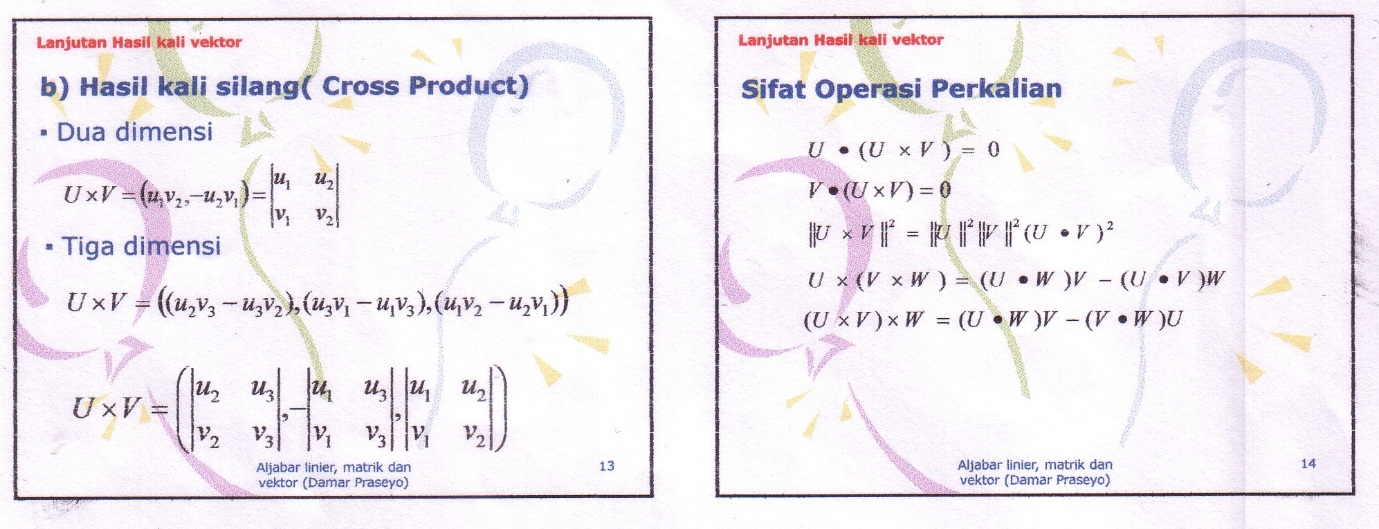 Lanjutan Hasil kali vektor
b) Hasil kali silang( Cross Product)
▪ Dua dimensi
U × V = (u₁v₂,−u₂v₁) = |u₁ u₂|
|v₁ v₂|
▪ Tiga dimensi
U × V = ((u₂v₃ − u₃v₂),(u₃v₁ − u₁v₃),(u₁v₂ − u₂v₁))
U × V = (|u₂ u₃|,−|u₁ u₃|,|u₁ u₂|)
|v₂ v₃| |v₁ v₃| |v₁ v₂|
Aljabar linier, matrik dan
vektor (Damar Praseyo)
13
Lanjutan Hasil kali vektor
Sifat Operasi Perkalian
U • (U × V ) = 0
V • (U × V) = 0
‖U × V‖² = ‖U‖²‖V‖² (U • V )²
U × (V × W ) = (U • W )V − (U • V )W
(U × V) × W = (U • W )V − (V • W )U
Aljabar linier, matrik dan
vektor (Damar Praseyo)
14